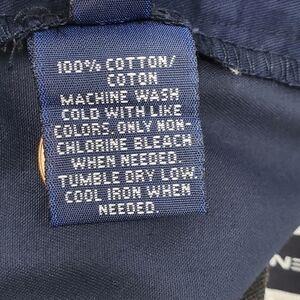 100% COTTON/
COTON
MACHINE WASH
COLD WITH LIKE
COLORS. ONLY NON-
CHLORINE BLEACH
WHEN NEEDED.
TUMBLE DRY LOW.
COOL IRON WHEN
NEEDED.